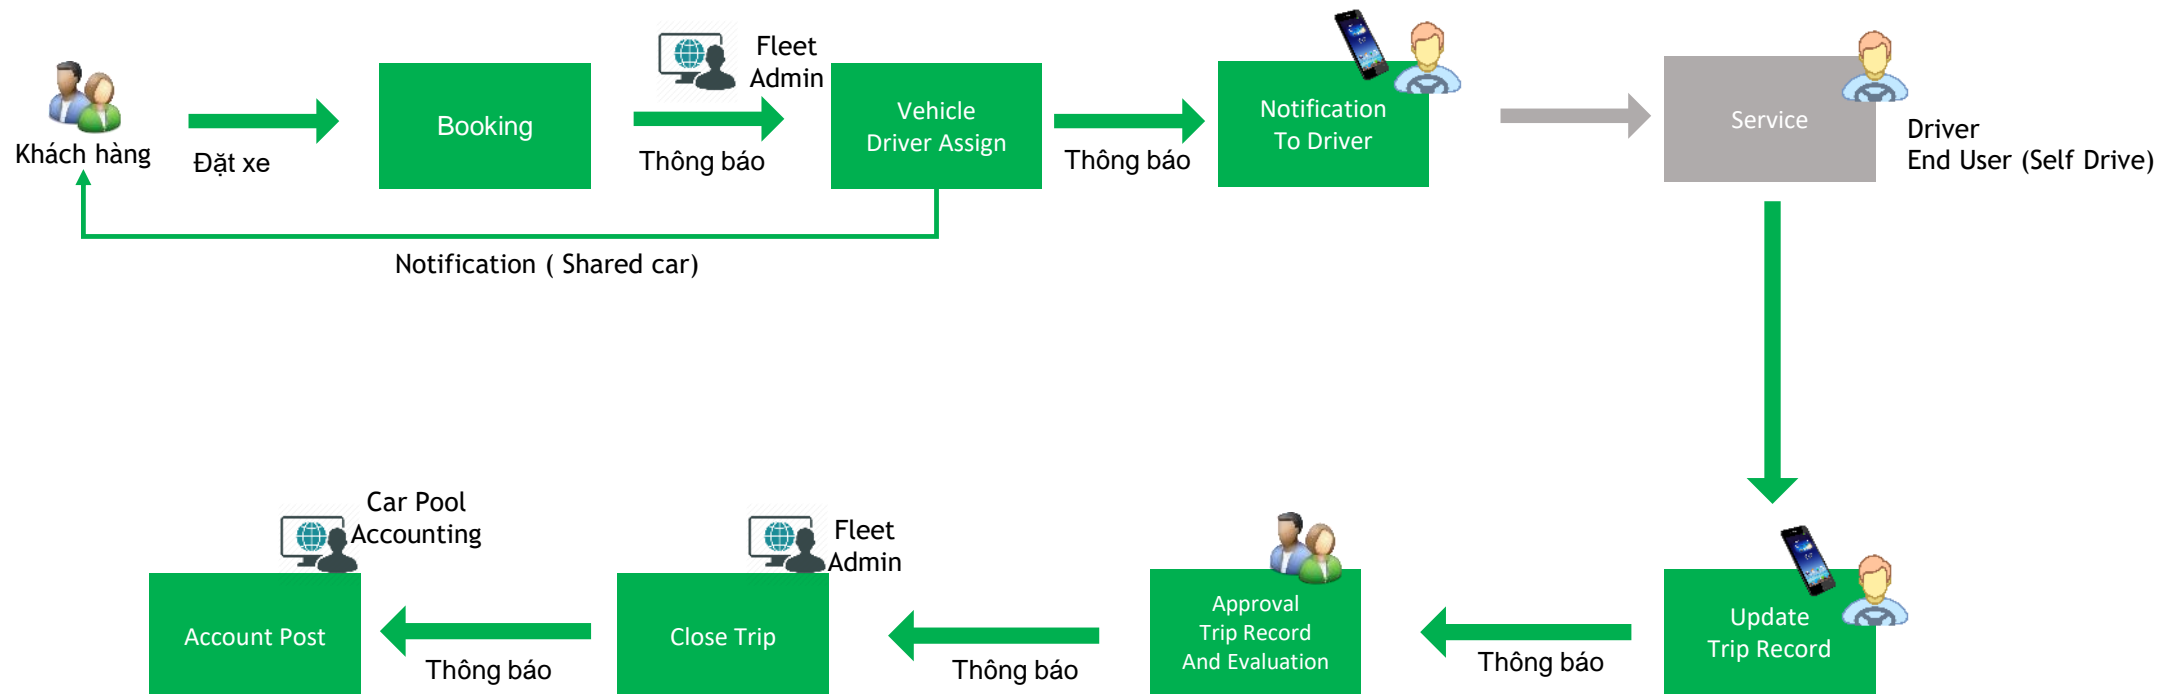 Khách hàng
Đặt xe
Booking
Fleet
Admin
Thông báo
Vehicle
Driver Assign
Thông báo
Notification
To Driver
Service
Driver
End User (Self Drive)
Notification ( Shared car)
Car Pool
Accounting
Account Post
Thông báo
Fleet
Admin
Close Trip
Thông báo
Approval
Trip Record
And Evaluation
Thông báo
Update
Trip Record